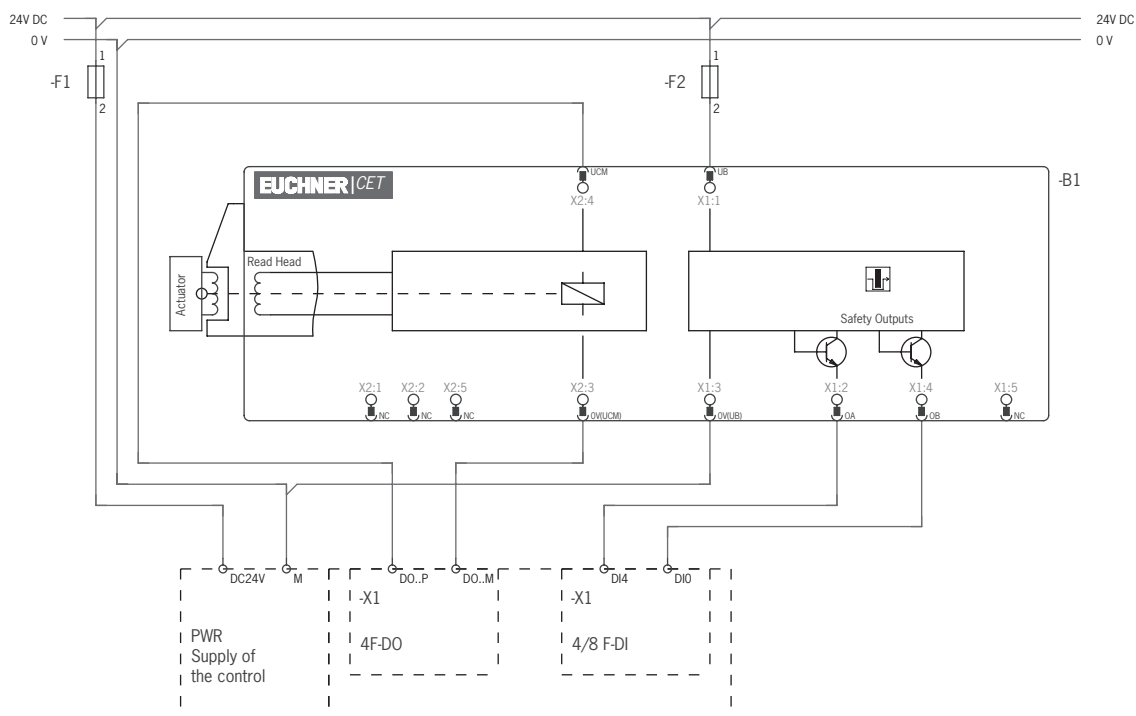 24V DC
24V DC
0 V
0 V
1
1
-F1
-F2
2
2
UCM
UB
EUCHNER CET
-B1
X2:4
X1:1
Read Head
Actuator
Safety Outputs
X2:1
X2:2
X2:5
X2:3
X1:3
X1:2
X1:4
X1:5
NC
NC
NC
0V(UCM)
0V(UB)
OA
OB
NC
DC24V
M
DO..P
DO..M
DI4
DI0
-X1
-X1
PWR
Supply of
the control
4F-DO
4/8 F-DI